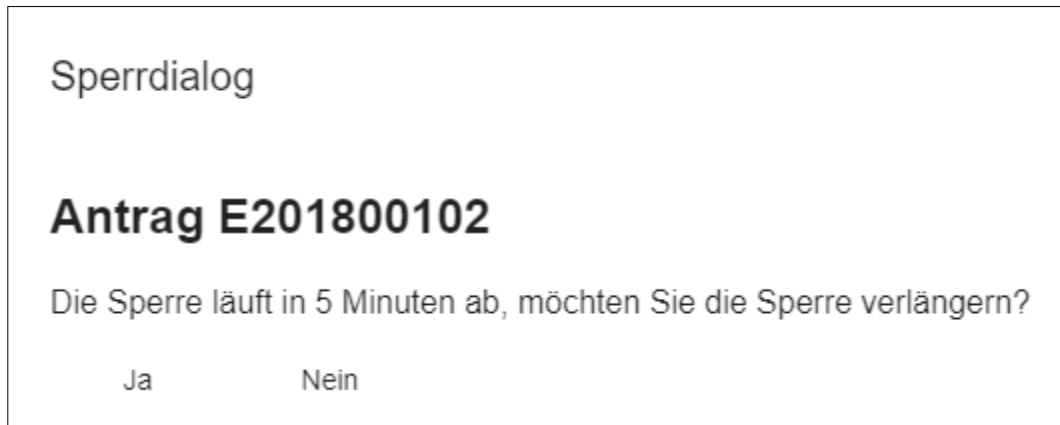 Sperrdialog
Antrag E201800102
Die Sperre läuft in 5 Minuten ab, möchten Sie die Sperre verlängern?
Ja Nein